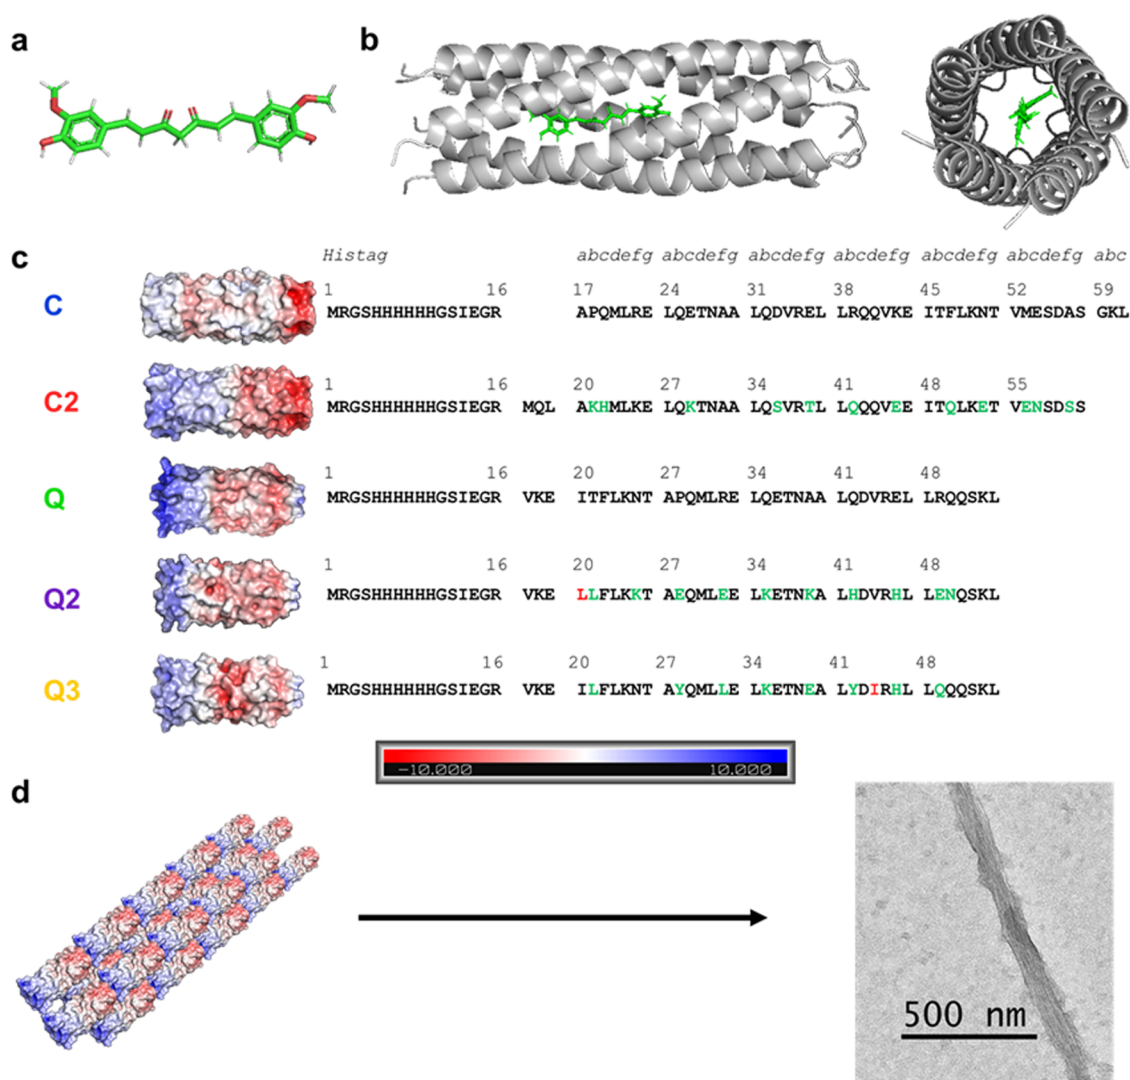 a
b
c
Histag abcdefg abcdefg abcdefg abcdefg abcdefg abcdefg abc
1 16 17 24 31 38 45 52 59
C MRGSHHHHHHGSIEGR APQMLRE LQETNAA LQDVREL LRQQVKE ITFLKNT VMESDAS GKL
1 16 20 27 34 41 48 55
C2 MRGSHHHHHHGSIEGR MQL AKHMLKE LQKTNAA LQSVRTL LQQQVEE ITQLKET VENSDSS
1 16 20 27 34 41 48
Q MRGSHHHHHHGSIEGR VKE ITFLKNT APQMLRE LQETNAA LQDVREL LRQQSKL
1 16 20 27 34 41 48
Q2 MRGSHHHHHHGSIEGR VKE LLFLKKT AEQMLEE LKETNKA LHDVRHL LENQSKL
1 16 20 27 34 41 48
Q3 MRGSHHHHHHGSIEGR VKE ILFLKNT AYQMLLE LKETNEA LYDIRHL LQQQSKL
-10.000 10.000
d
500 nm